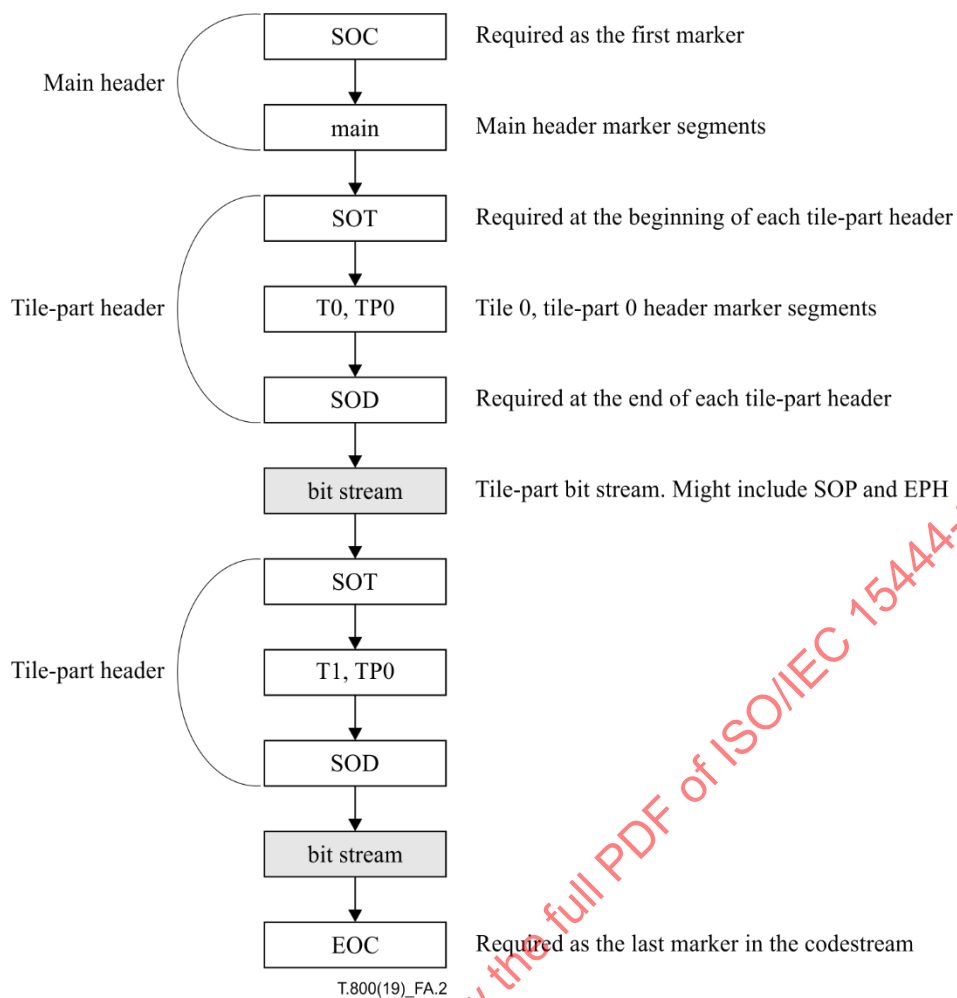 SOC Required as the first marker
Main header
main Main header marker segments
SOT Required at the beginning of each tile-part header
Tile-part header T0, TP0 Tile 0, tile-part 0 header marker segments
SOD Required at the end of each tile-part header
bit stream Tile-part bit stream. Might include SOP and EPH
SOT
Tile-part header T1, TP0
SOD
bit stream
EOC Required as the last marker in the codestream
T.800(19)_FA.2
the full PDF of ISO/IEC 15444-